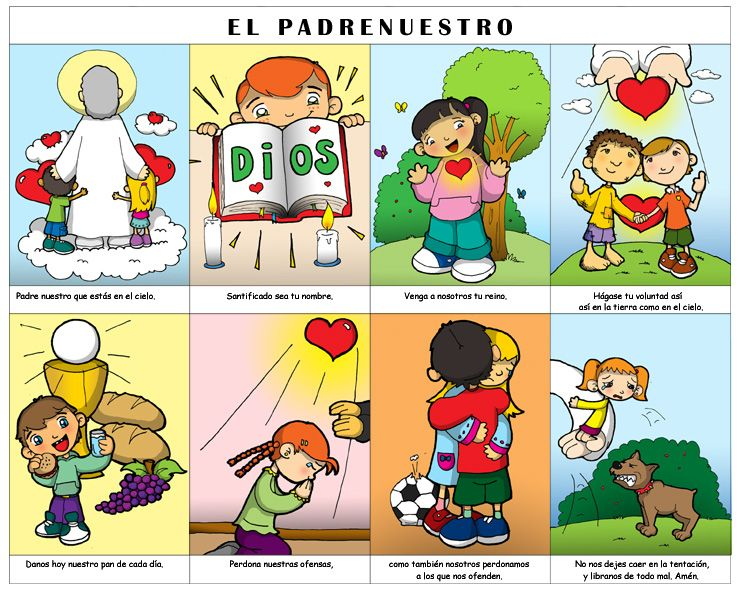 EL PADRENUESTRO
DiOS
Padre nuestro que estás en el cielo.
Santificado sea tu nombre,
Venga a nosotros tu reino.
Hágase tu voluntad así
así en la tierra como en el cielo.
Danos hoy nuestro pan de cada día.
Perdona nuestras ofensas,
como también nosotros perdonamos
a los que nos ofenden.
No nos dejes caer en la tentación,
y líbranos de todo mal. Amén.